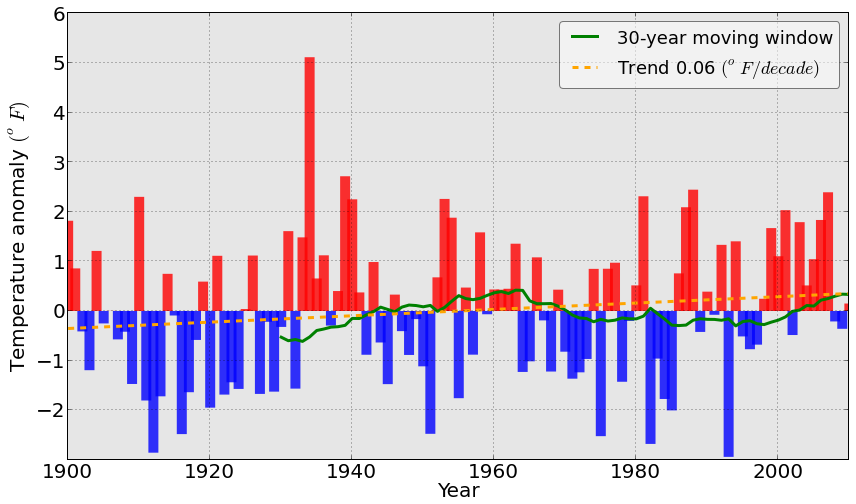 6
5
4
3
2
1
0
−1
−2
Temperature anomaly (° F)
30-year moving window
Trend 0.06 (° F/decade)
1900 1920 1940 1960 1980 2000
Year